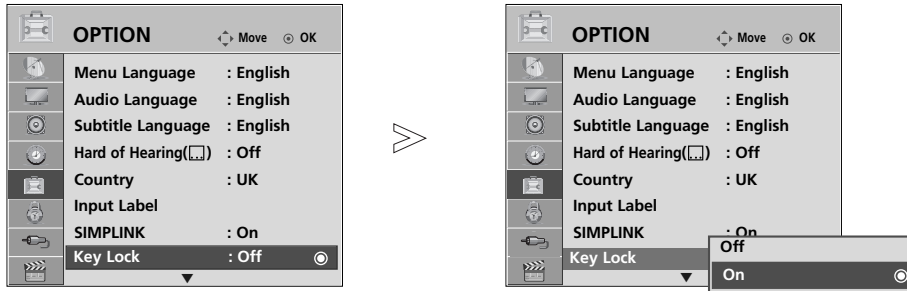 OPTION Move OK
Menu Language : English
Audio Language : English
Subtitle Language : English
Hard of Hearing(...) : Off
Country : UK
Input Label
SIMPLINK : On
Key Lock : Off
OPTION Move OK
Menu Language : English
Audio Language : English
Subtitle Language : English
Hard of Hearing(...) : Off
Country : UK
Input Label
SIMPLINK : On
Key Lock
Off
On